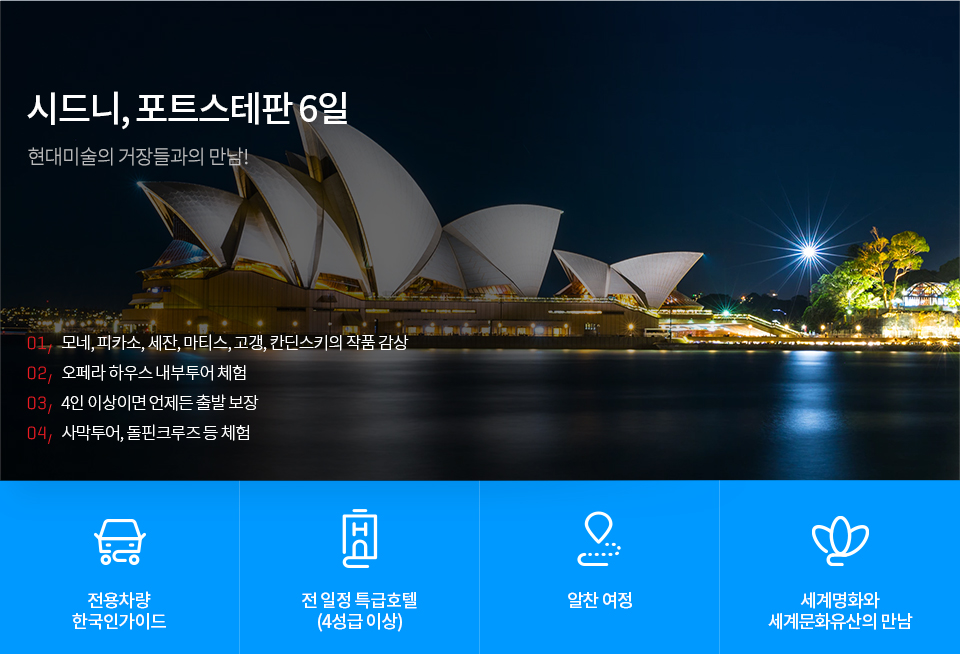 시드니, 포트스테판 6일
현대미술의 거장들과의 만남!
01, 모네, 피카소, 세잔, 마티스, 고갱, 칸딘스키의 작품 감상
02, 오페라 하우스 내부투어 체험
03, 4인 이상이면 언제든 출발 보장
04, 사막투어, 돌핀크루즈 등 체험
전용차량
한국인가이드
H
전 일정 특급호텔
(4성급 이상)
알찬 여정
세계명화와
세계문화유산의 만남